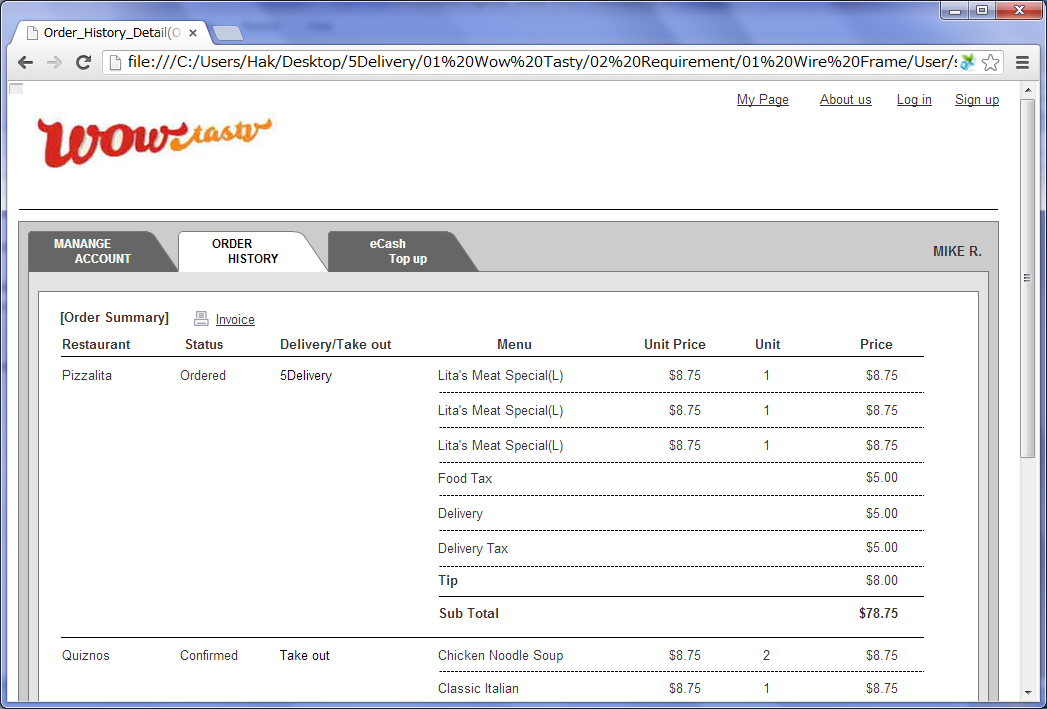 Order_History_Detail(O
file:///C:/Users/Hak/Desktop/5Delivery/01%20Wow%20Tasty/02%20Requirement/01%20Wire%20Frame/User/s
My Page About us Log in Sign up
wow tasty
MANANGE ACCOUNT
ORDER HISTORY
eCash Top up
MIKE R.
[Order Summary] Invoice
Restaurant Status Delivery/Take out Menu Unit Price Unit Price
Pizzalita Ordered 5Delivery Lita's Meat Special(L) $8.75 1 $8.75
Lita's Meat Special(L) $8.75 1 $8.75
Lita's Meat Special(L) $8.75 1 $8.75
Food Tax $5.00
Delivery $5.00
Delivery Tax $5.00
Tip $8.00
Sub Total $78.75
Quiznos Confirmed Take out Chicken Noodle Soup $8.75 2 $8.75
Classic Italian $8.75 1 $8.75